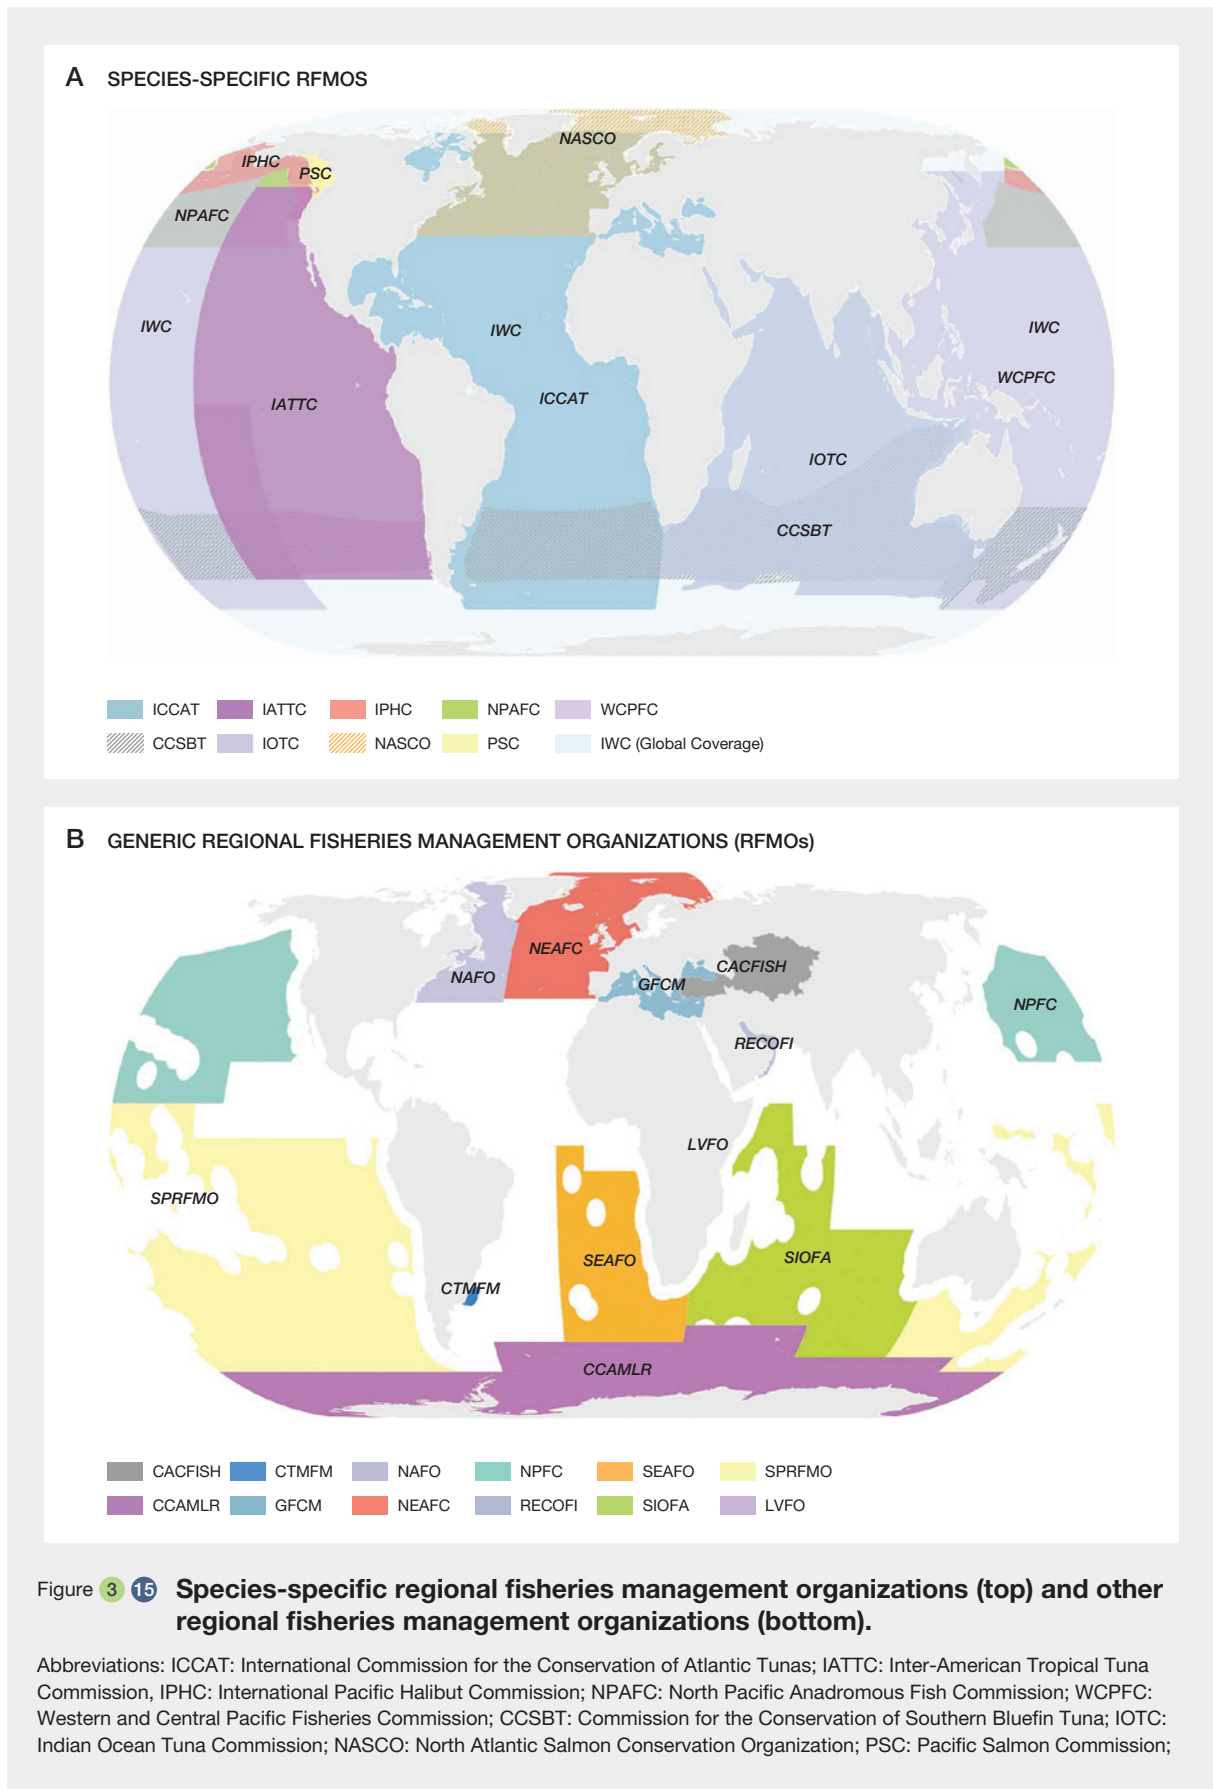 A SPECIES-SPECIFIC RFMOS
NASCO
IPHC
PSC
NPAFC
IWC
IWC
IWC
WCPFC
ICCAT
IATTC
IOTC
CCSBT
ICCAT IATTC IPHC NPAFC WCPFC
CCSBT IOTC NASCO PSC IWC (Global Coverage)
B GENERIC REGIONAL FISHERIES MANAGEMENT ORGANIZATIONS (RFMOs)
NEAFC
CACFISH
NAFO
GFCM
NPFC
RECOFI
LVFO
SPRFMO
SEAFO
SIOFA
CTMFM
CCAMLR
CACFISH CTMFM NAFO NPFC SEAFO SPRFMO
CCAMLR GFCM NEAFC RECOFI SIOFA LVFO
Figure 3 15 Species-specific regional fisheries management organizations (top) and other
regional fisheries management organizations (bottom).
Abbreviations: ICCAT: International Commission for the Conservation of Atlantic Tunas; IATTC: Inter-American Tropical Tuna
Commission, IPHC: International Pacific Halibut Commission; NPAFC: North Pacific Anadromous Fish Commission; WCPFC:
Western and Central Pacific Fisheries Commission; CCSBT: Commission for the Conservation of Southern Bluefin Tuna; IOTC:
Indian Ocean Tuna Commission; NASCO: North Atlantic Salmon Conservation Organization; PSC: Pacific Salmon Commission;